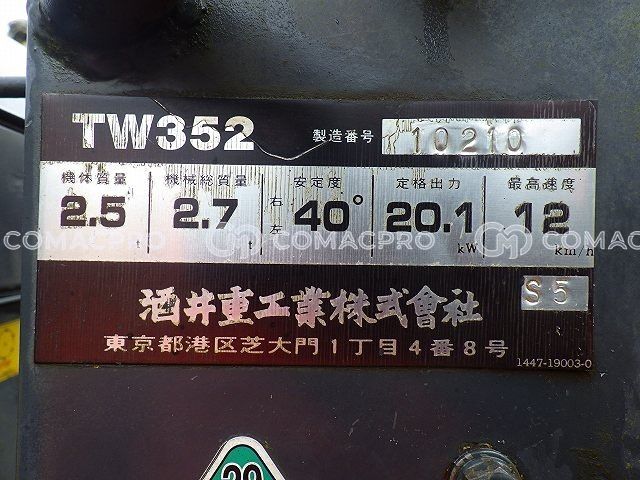 TW352 製造番号 10210
機体質量 機械総質量 安定度 定格出力 最高速度
2.5 t 2.7 t 右 左 40° 20.1 kW 12 km/h
COMACPRO COMACPRO COMACPRO
S5
酒井重工業株式會社
東京都港区芝大門1丁目4番8号
1447-19003-0